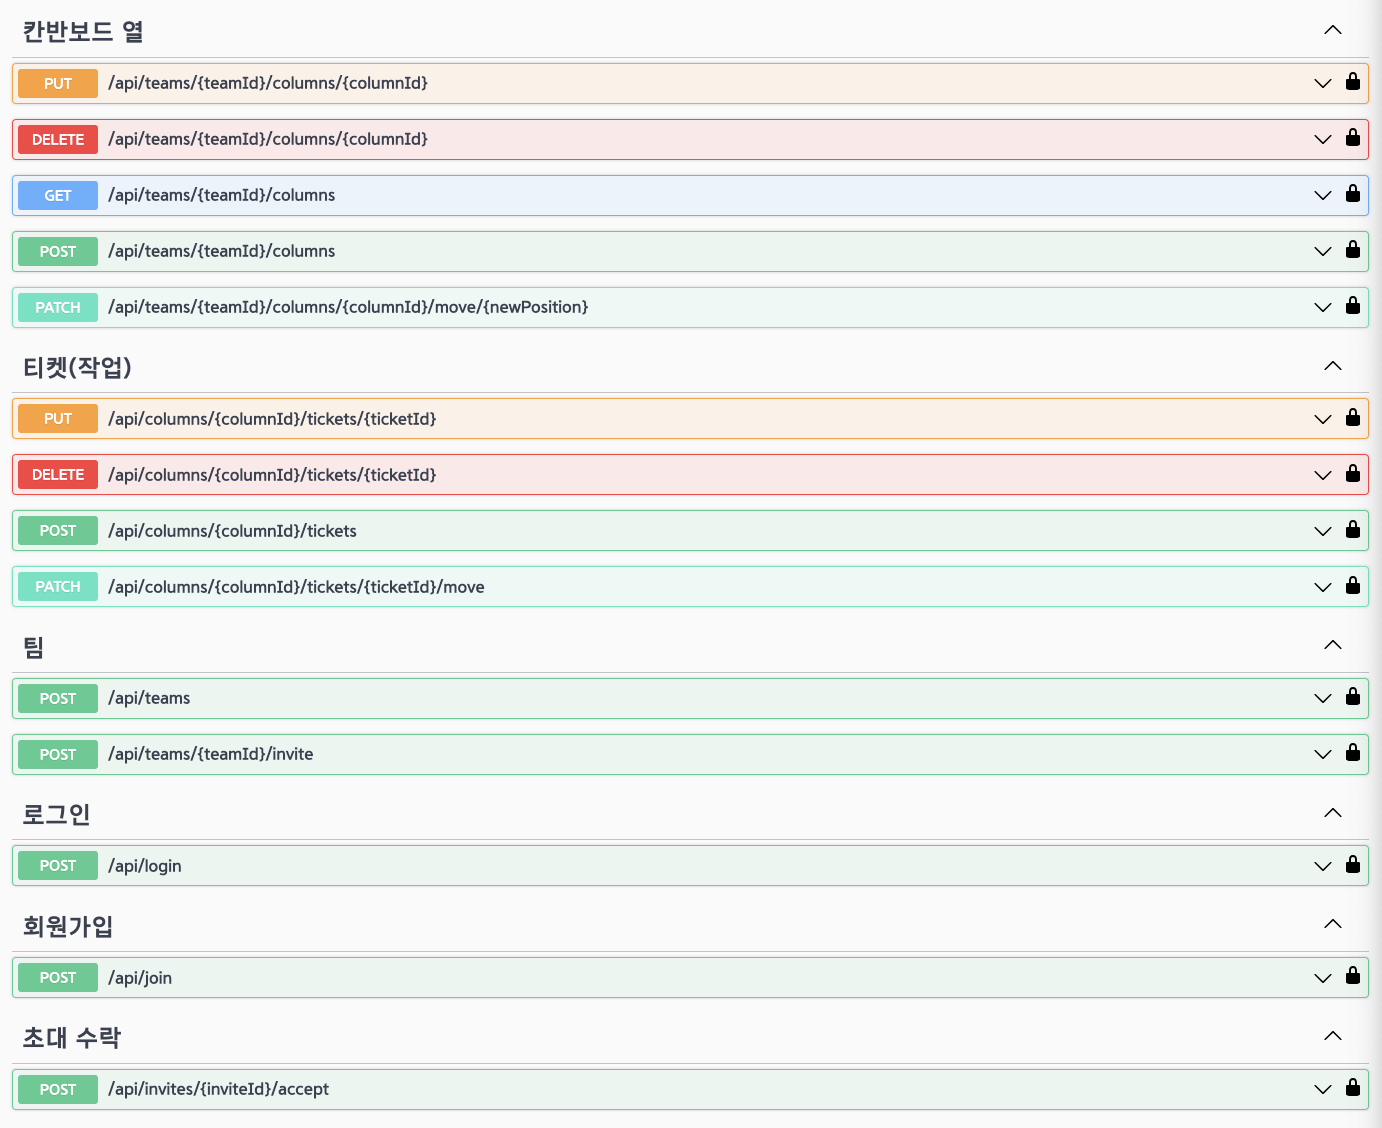 칸반보드 열
PUT /api/teams/{teamId}/columns/{columnId}
DELETE /api/teams/{teamId}/columns/{columnId}
GET /api/teams/{teamId}/columns
POST /api/teams/{teamId}/columns
PATCH /api/teams/{teamId}/columns/{columnId}/move/{newPosition}
티켓(작업)
PUT /api/columns/{columnId}/tickets/{ticketId}
DELETE /api/columns/{columnId}/tickets/{ticketId}
POST /api/columns/{columnId}/tickets
PATCH /api/columns/{columnId}/tickets/{ticketId}/move
팀
POST /api/teams
POST /api/teams/{teamId}/invite
로그인
POST /api/login
회원가입
POST /api/join
초대 수락
POST /api/invites/{inviteId}/accept